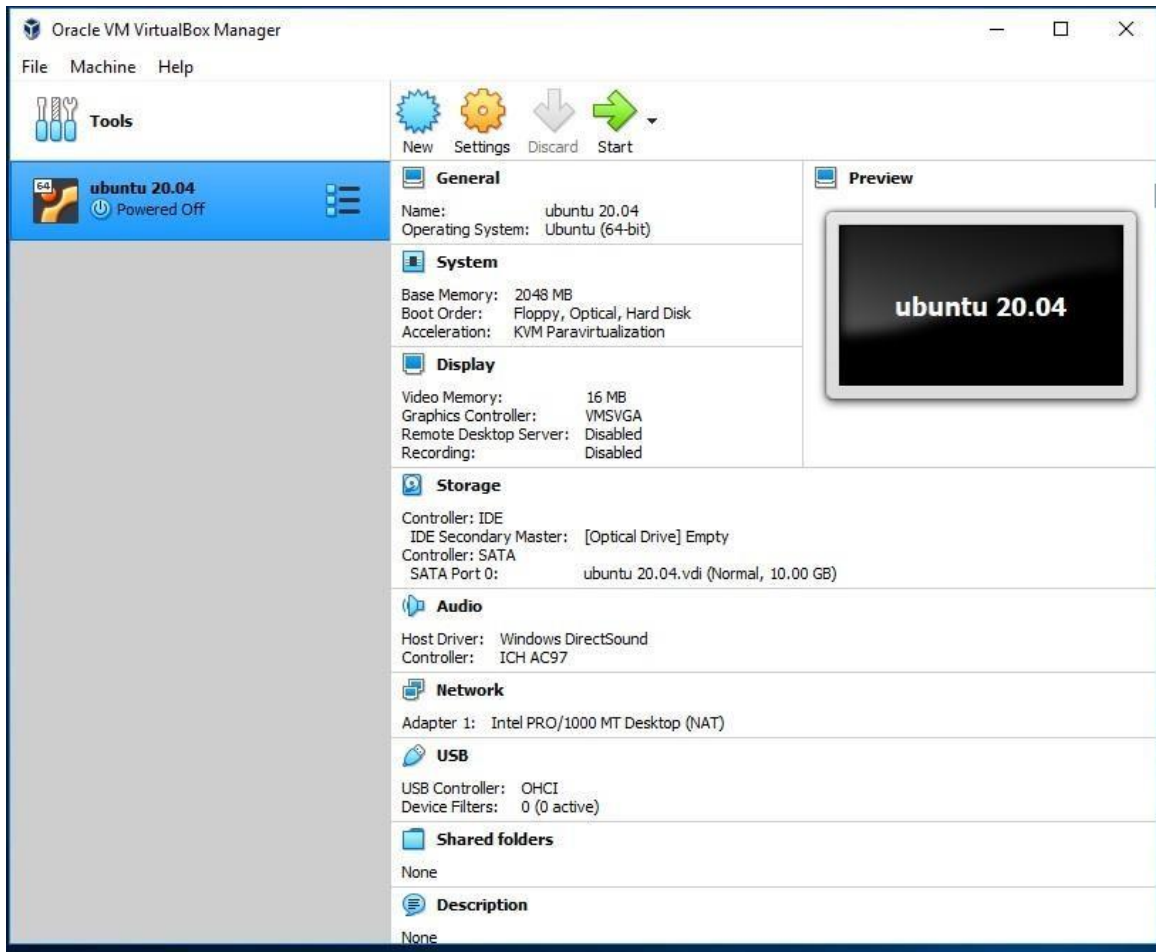 Oracle VM VirtualBox Manager
File Machine Help
Tools
New Settings Discard Start
64
ubuntu 20.04
Powered Off
General
Name: ubuntu 20.04
Operating System: Ubuntu (64-bit)
System
Base Memory: 2048 MB
Boot Order: Floppy, Optical, Hard Disk
Acceleration: KVM Paravirtualization
Display
Video Memory: 16 MB
Graphics Controller: VMSVGA
Remote Desktop Server: Disabled
Recording: Disabled
Preview
ubuntu 20.04
Storage
Controller: IDE
IDE Secondary Master: [Optical Drive] Empty
Controller: SATA
SATA Port 0: ubuntu 20.04.vdi (Normal, 10.00 GB)
Audio
Host Driver: Windows DirectSound
Controller: ICH AC97
Network
Adapter 1: Intel PRO/1000 MT Desktop (NAT)
USB
USB Controller: OHCI
Device Filters: 0 (0 active)
Shared folders
None
Description
None